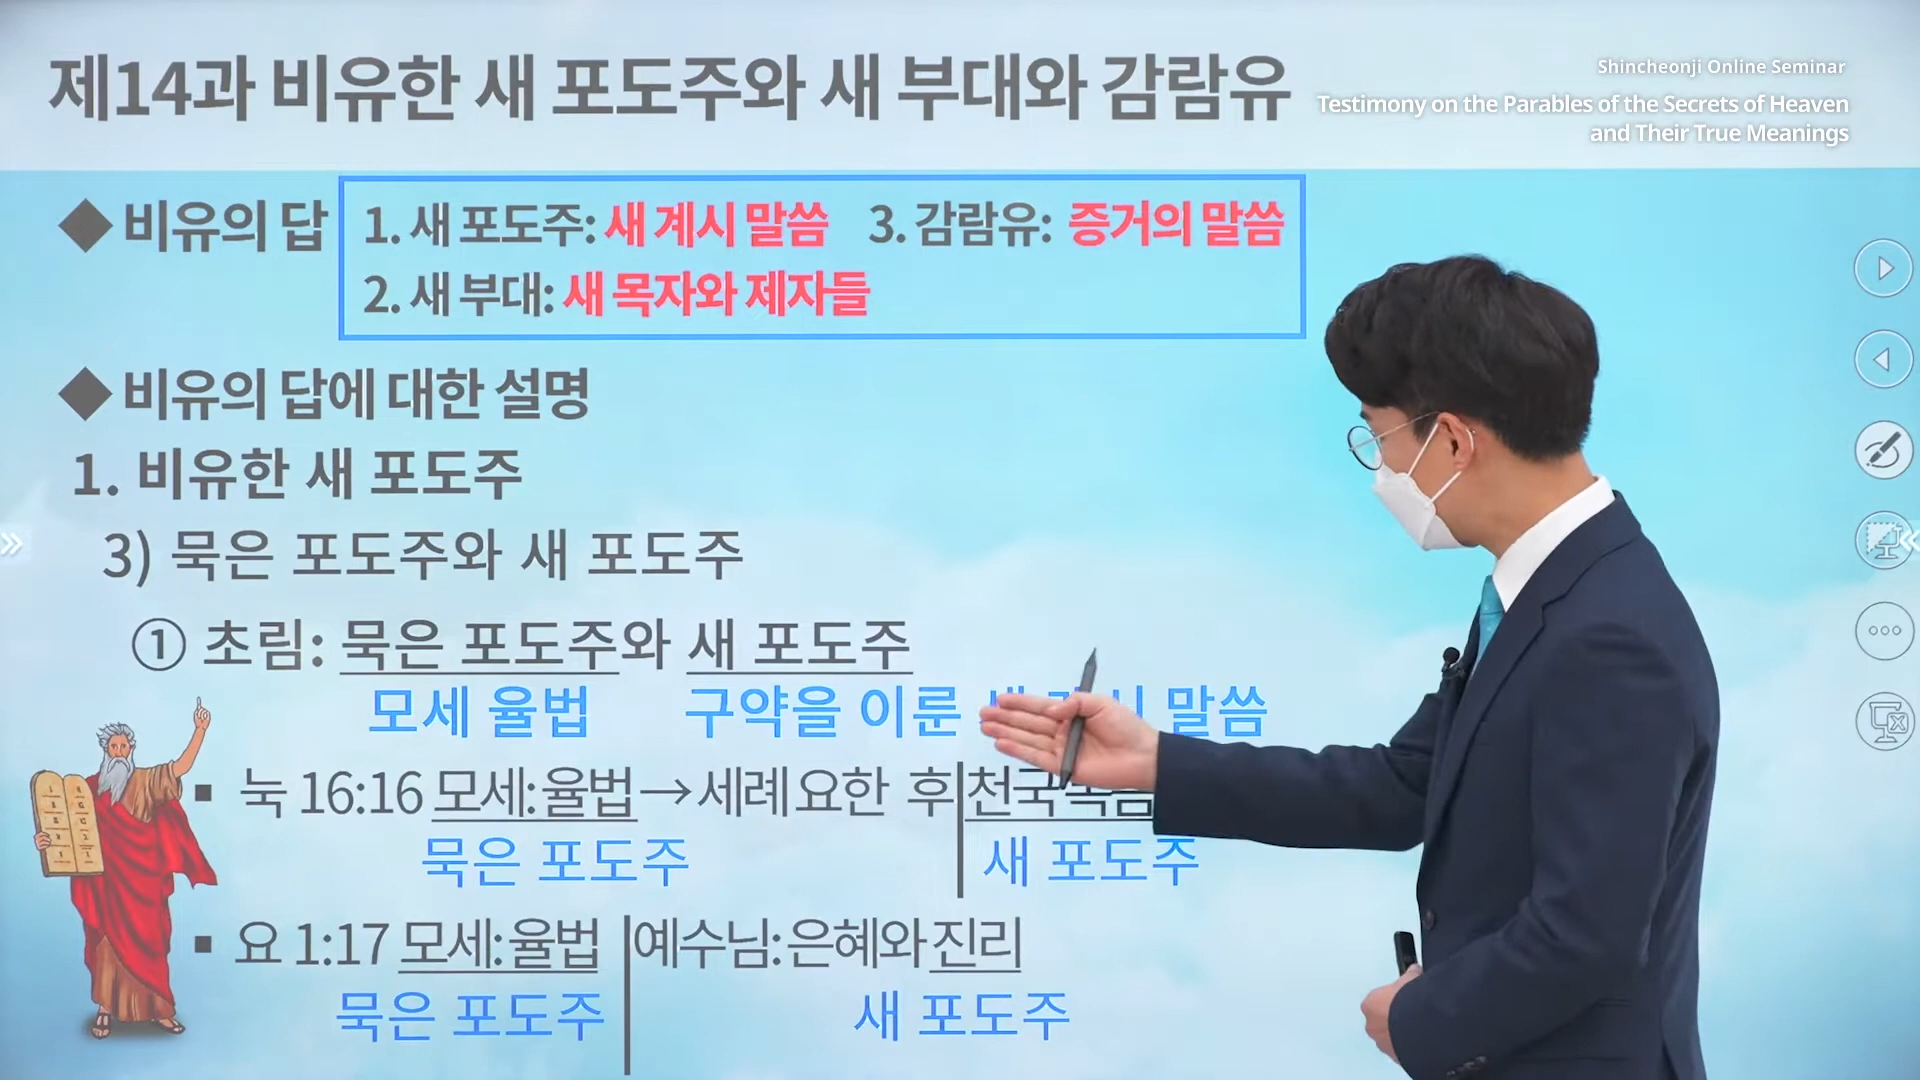 제14과 비유한 새 포도주와 새 부대와 감람유
Shincheonji Online Seminar
Testimony on the Parables of the Secrets of Heaven
and Their True Meanings
◆ 비유의 답
1. 새 포도주: 새 계시 말씀 3. 감람유: 증거의 말씀
2. 새 부대: 새 목자와 제자들
◆ 비유의 답에 대한 설명
1. 비유한 새 포도주
3) 묵은 포도주와 새 포도주
① 초림: 묵은 포도주와 새 포도주
모세 율법 구약을 이룬 말씀
▪ 눅 16:16 모세: 율법→세례 요한 후 천국
묵은 포도주 새 포도주
▪ 요 1:17 모세: 율법 예수님: 은혜와 진리
묵은 포도주 새 포도주